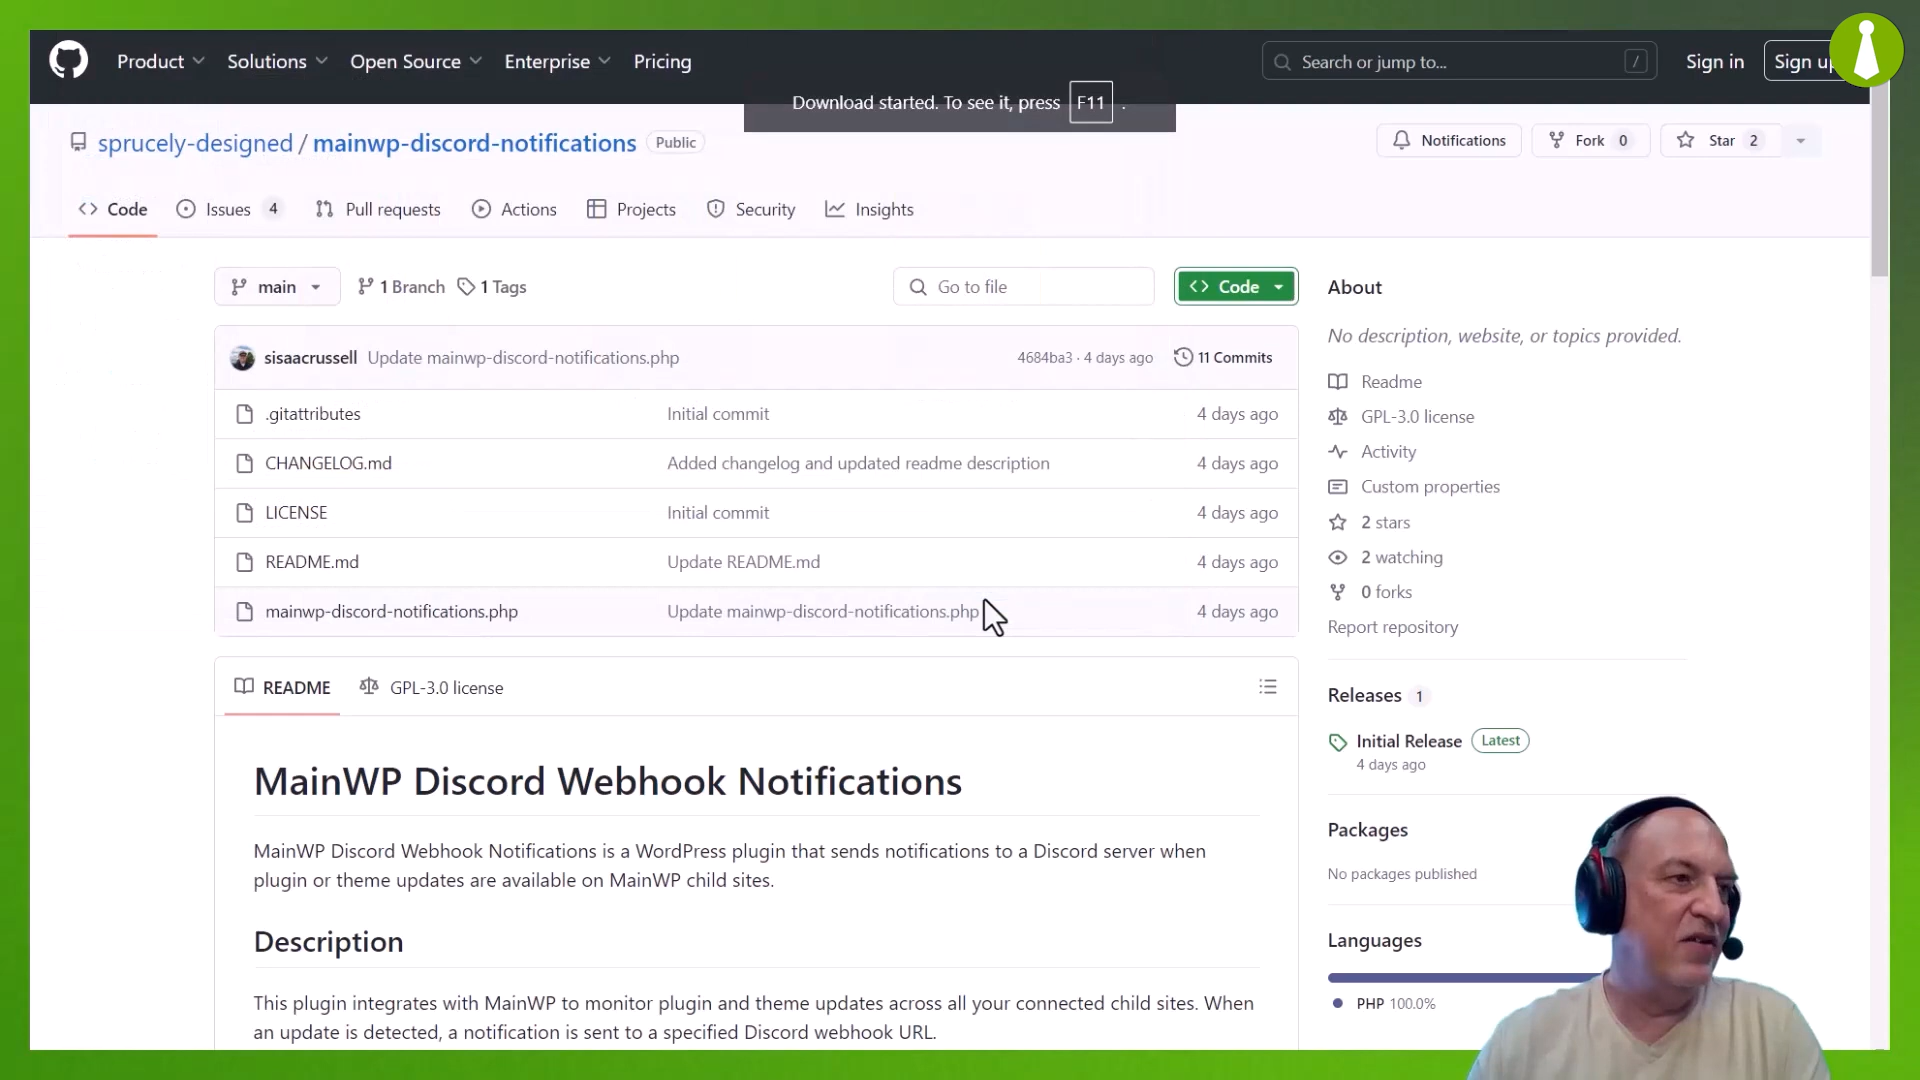 Product
Solutions
Open Source
Enterprise
Pricing
Search or jump to...
/
Sign in
Sign up
Download started. To see it, press F11 .
sprucely-designed / mainwp-discord-notifications
Public
Notifications
Fork 0
Star 2
Code
Issues 4
Pull requests
Actions
Projects
Security
Insights
main
1 Branch
1 Tags
Go to file
Code
sisaacrussell Update mainwp-discord-notifications.php 4684ba3 · 4 days ago 11 Commits
.gitattributes Initial commit 4 days ago
CHANGELOG.md Added changelog and updated readme description 4 days ago
LICENSE Initial commit 4 days ago
README.md Update README.md 4 days ago
mainwp-discord-notifications.php Update mainwp-discord-notifications.php 4 days ago
README
GPL-3.0 license
MainWP Discord Webhook Notifications
MainWP Discord Webhook Notifications is a WordPress plugin that sends notifications to a Discord server when
plugin or theme updates are available on MainWP child sites.
Description
This plugin integrates with MainWP to monitor plugin and theme updates across all your connected child sites. When
an update is detected, a notification is sent to a specified Discord webhook URL.
About
No description, website, or topics provided.
Readme
GPL-3.0 license
Activity
Custom properties
2 stars
2 watching
0 forks
Report repository
Releases 1
Initial Release Latest
4 days ago
Packages
No packages published
Languages
PHP 100.0%